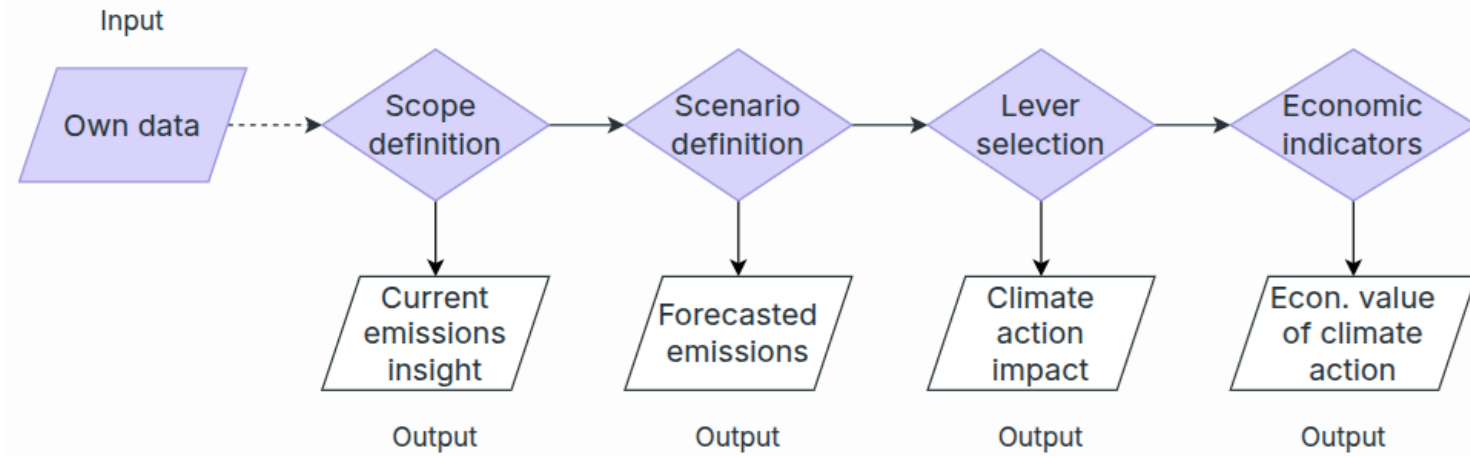 Input
Own data
Scope
definition
Scenario
definition
Lever
selection
Economic
indicators
Current
emissions
insight
Forecasted
emissions
Climate
action
impact
Econ. value
of climate
action
Output
Output
Output
Output